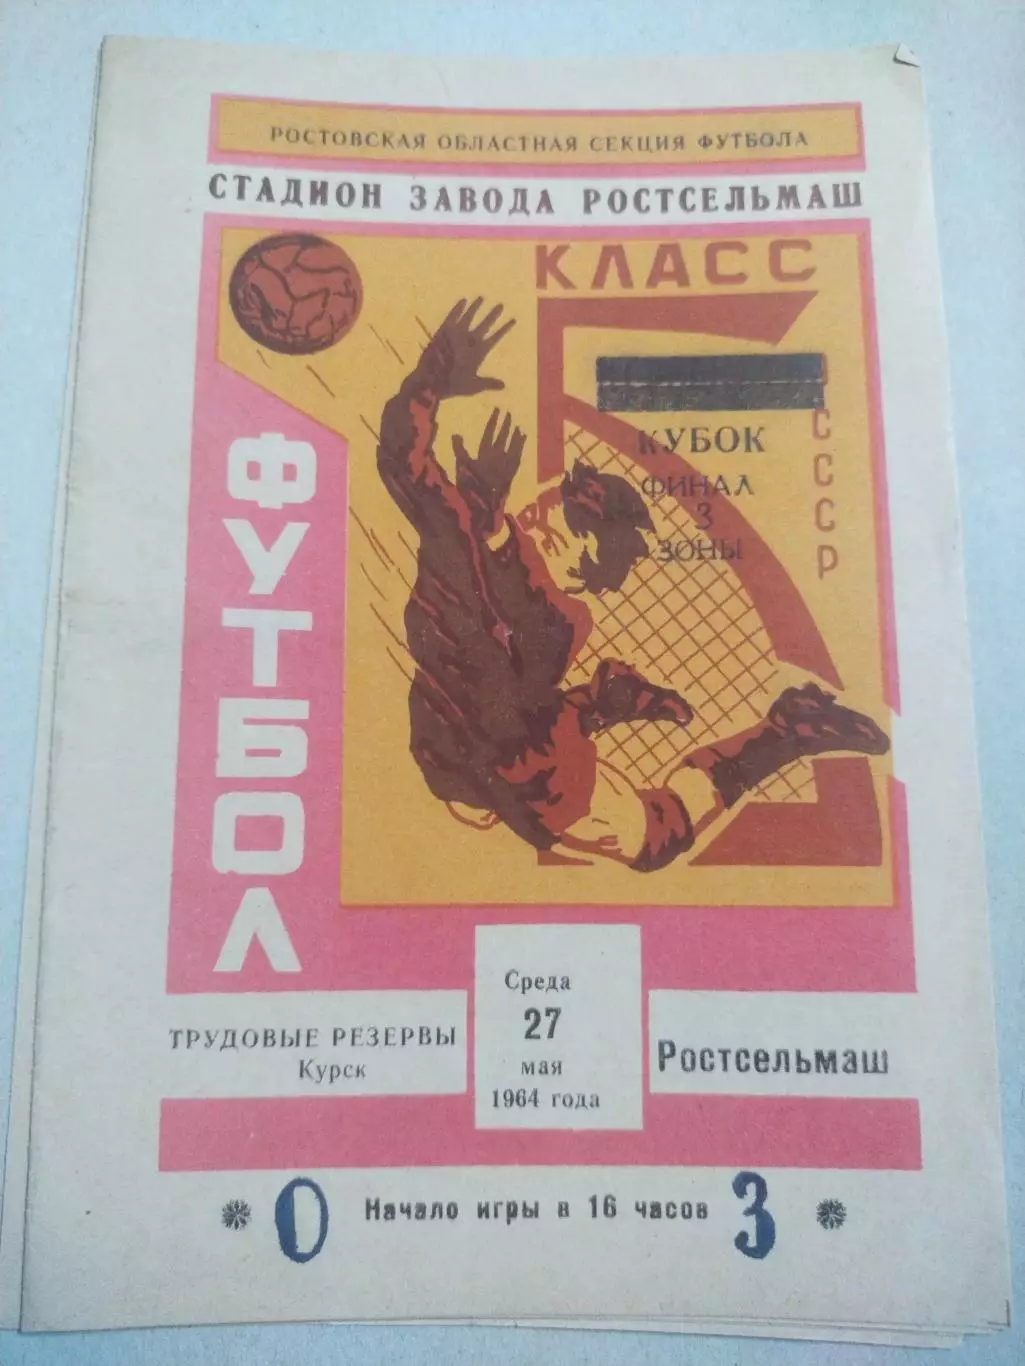 РОСТОВСКАЯ ОБЛАСТНАЯ СЕКЦИЯ ФУТБОЛА
СТАДИОН ЗАВОДА РОСТСЕЛЬМАШ
КЛАСС
Б
СССР
КУБОК
ФИНАЛ
3
ЗОНЫ
ФУТБОЛ
ТРУДОВЫЕ РЕЗЕРВЫ
Курск
Среда
27
мая
1964 года
Ростсельмаш
0 Начало игры в 16 часов 3